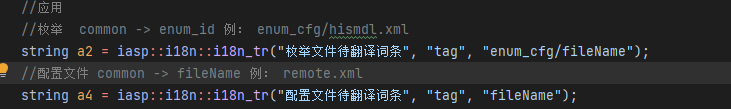 //应用
//枚举  common -> enum_id 例： enum_cfg/hismdl.xml
string a2 = iasp::i18n::i18n_tr("枚举文件待翻译词条", "tag", "enum_cfg/fileName");
//配置文件 common -> fileName 例： remote.xml
string a4 = iasp::i18n::i18n_tr("配置文件待翻译词条", "tag", "fileName");